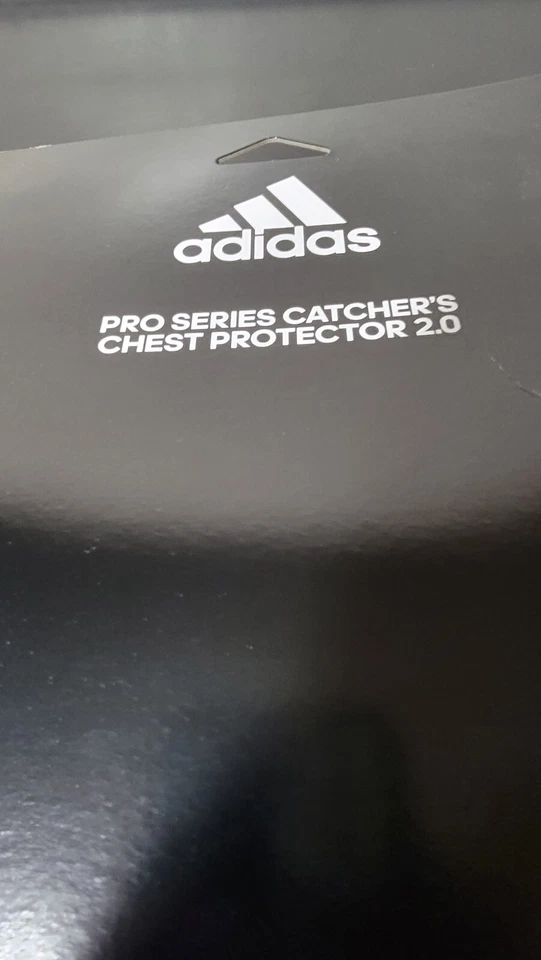 adidas
PRO SERIES CATCHER'S
CHEST PROTECTOR 2.0